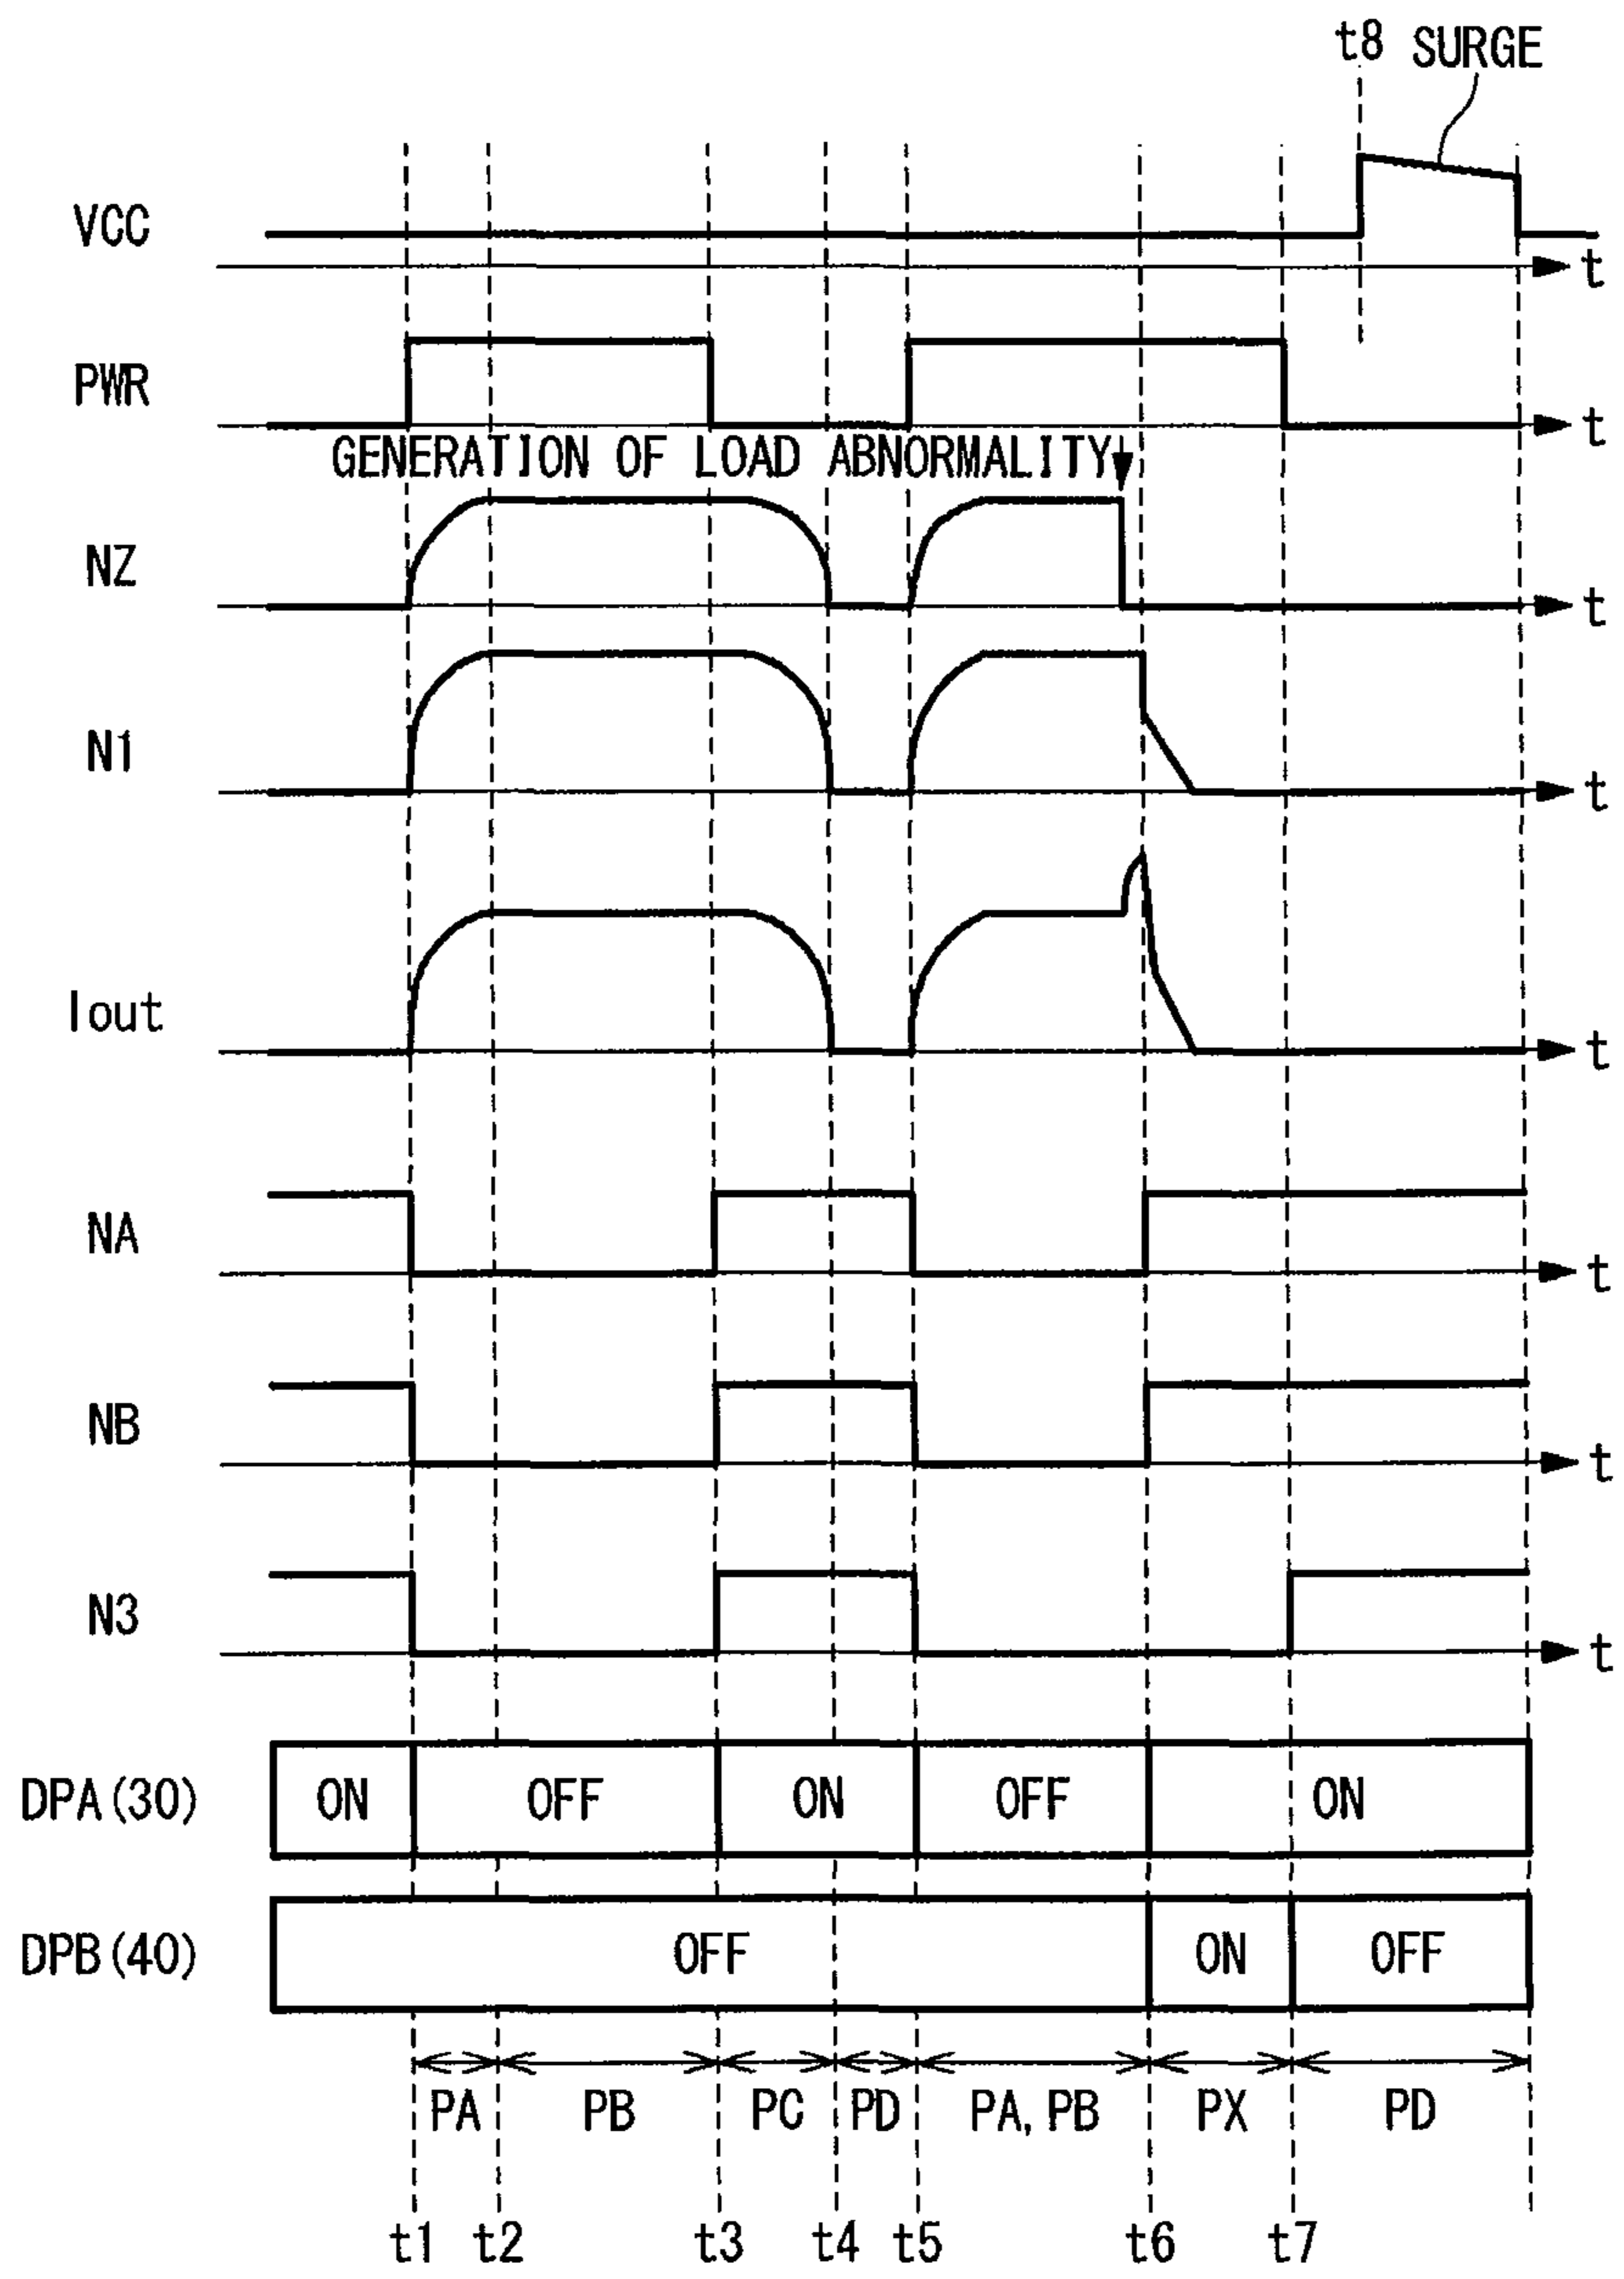 t8 SURGE
VCC
t
PWR
t
GENERATION OF LOAD ABNORMALITY
NZ
t
N1
t
Iout
t
NA
t
NB
t
N3
t
DPA(30) ON OFF ON OFF ON
DPB(40) OFF ON OFF
PA PB PC PD PA, PB PX PD
t1 t2 t3 t4 t5 t6 t7